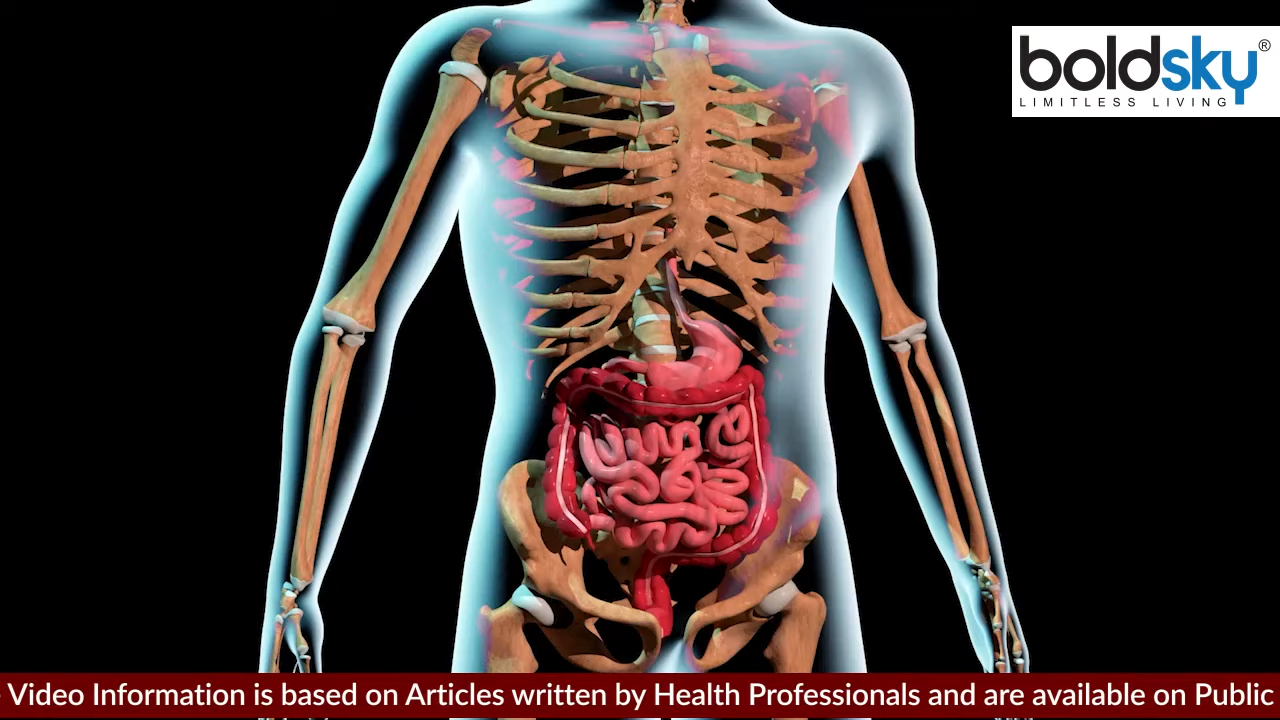 boldsky®
LIMITLESS LIVING
Video Information is based on Articles written by Health Professionals and are available on Public